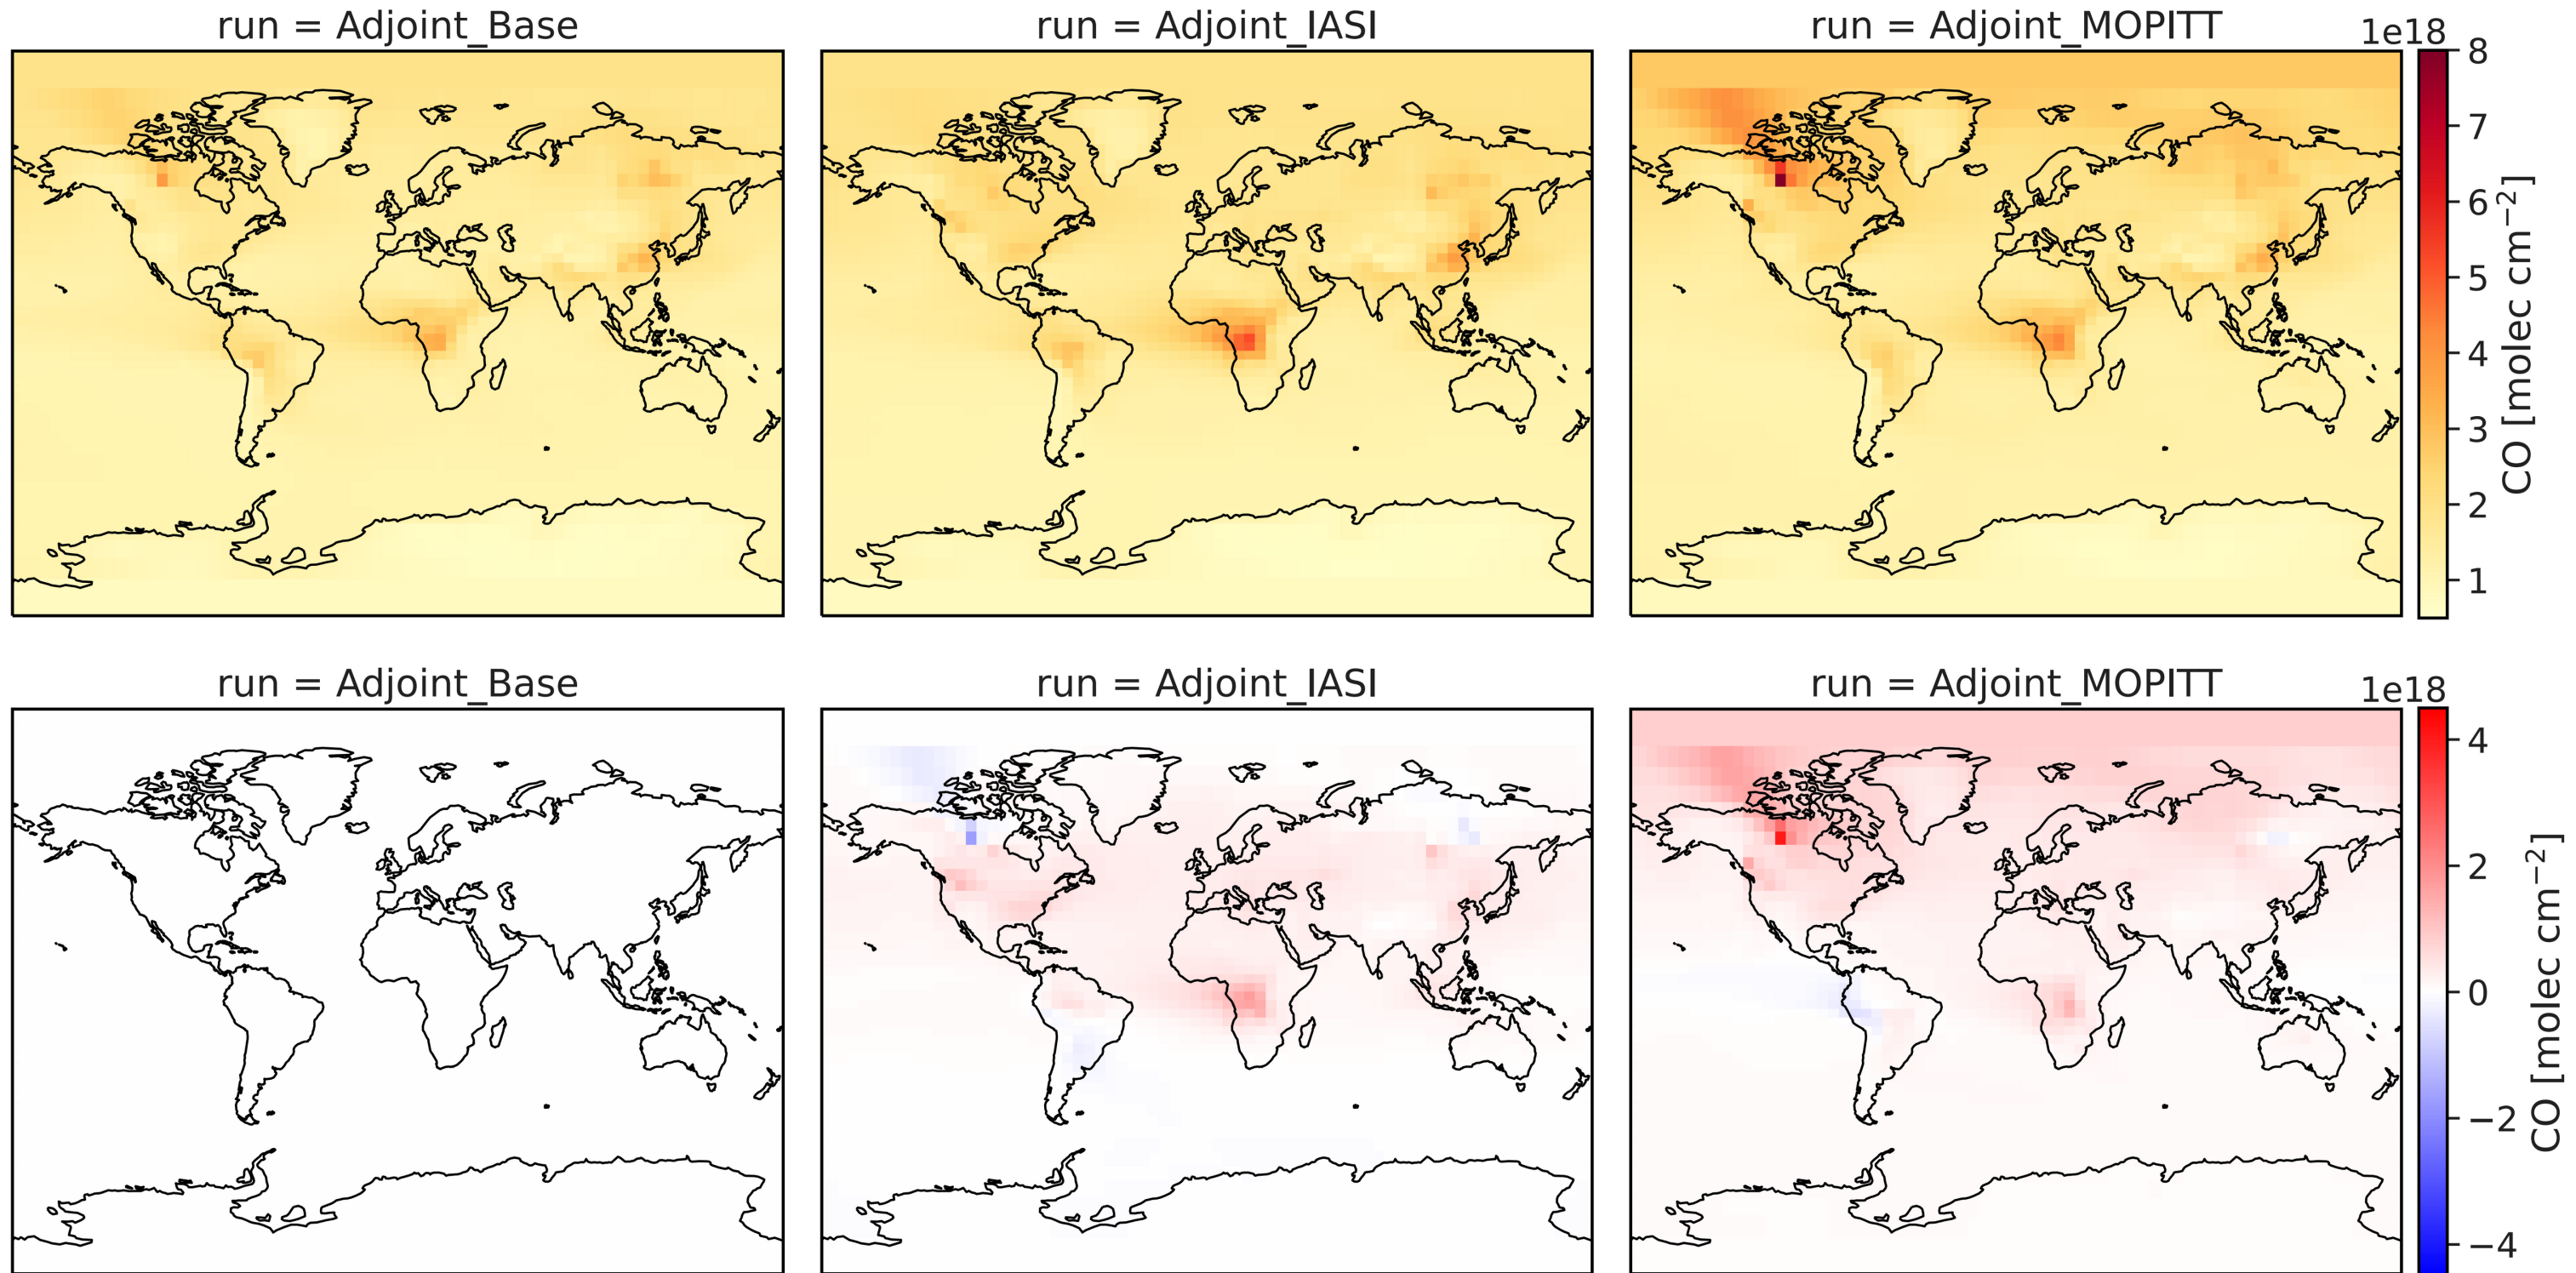 run = Adjoint_Base
run = Adjoint_IASI
run = Adjoint_MOPITT
1e18
8
7
6
5
4
3
2
1
CO [molec cm⁻²]
run = Adjoint_Base
run = Adjoint_IASI
run = Adjoint_MOPITT
1e18
4
2
0
−2
−4
CO [molec cm⁻²]